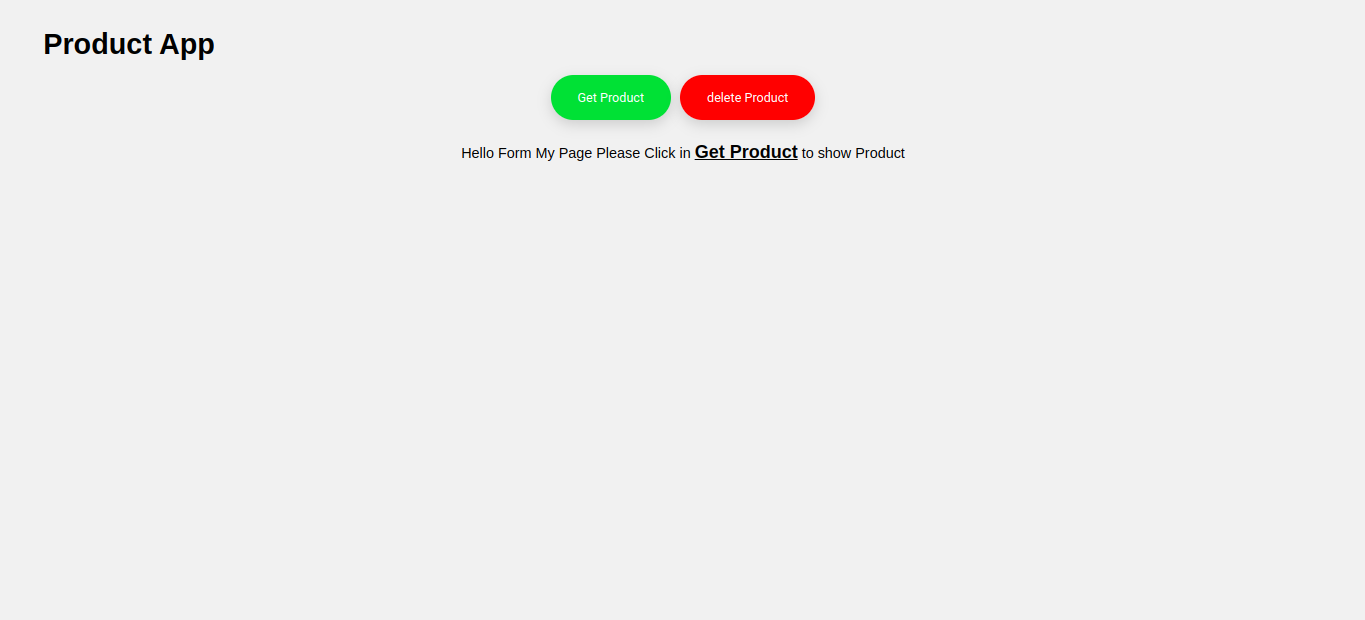 Product App
Get Product delete Product
Hello Form My Page Please Click in Get Product to show Product